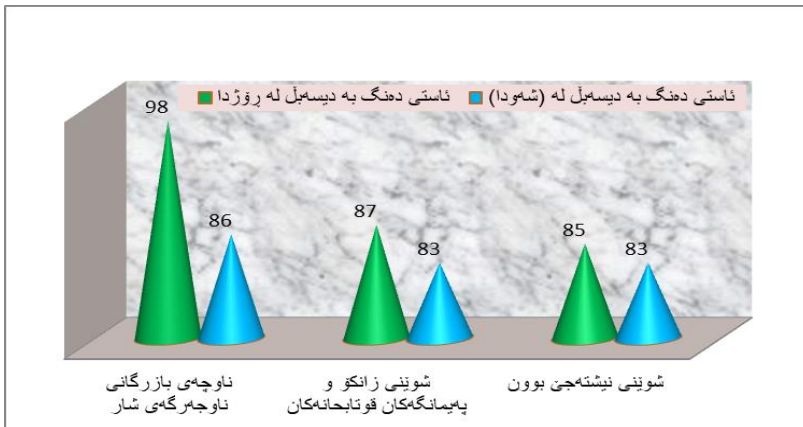 ئاستی دەنگ بە دیسەبڵ لە ڕۆژدا ئاستی دەنگ بە دیسەبڵ لە (شەودا)
98
86
87
83
85
83
ناوچەی بازرگانی
ناوجەرگەی شار
شوێنی زانکۆ و
پەیمانگەکان قوتابحانەکان
شوێنی نیشتەجێ بوون